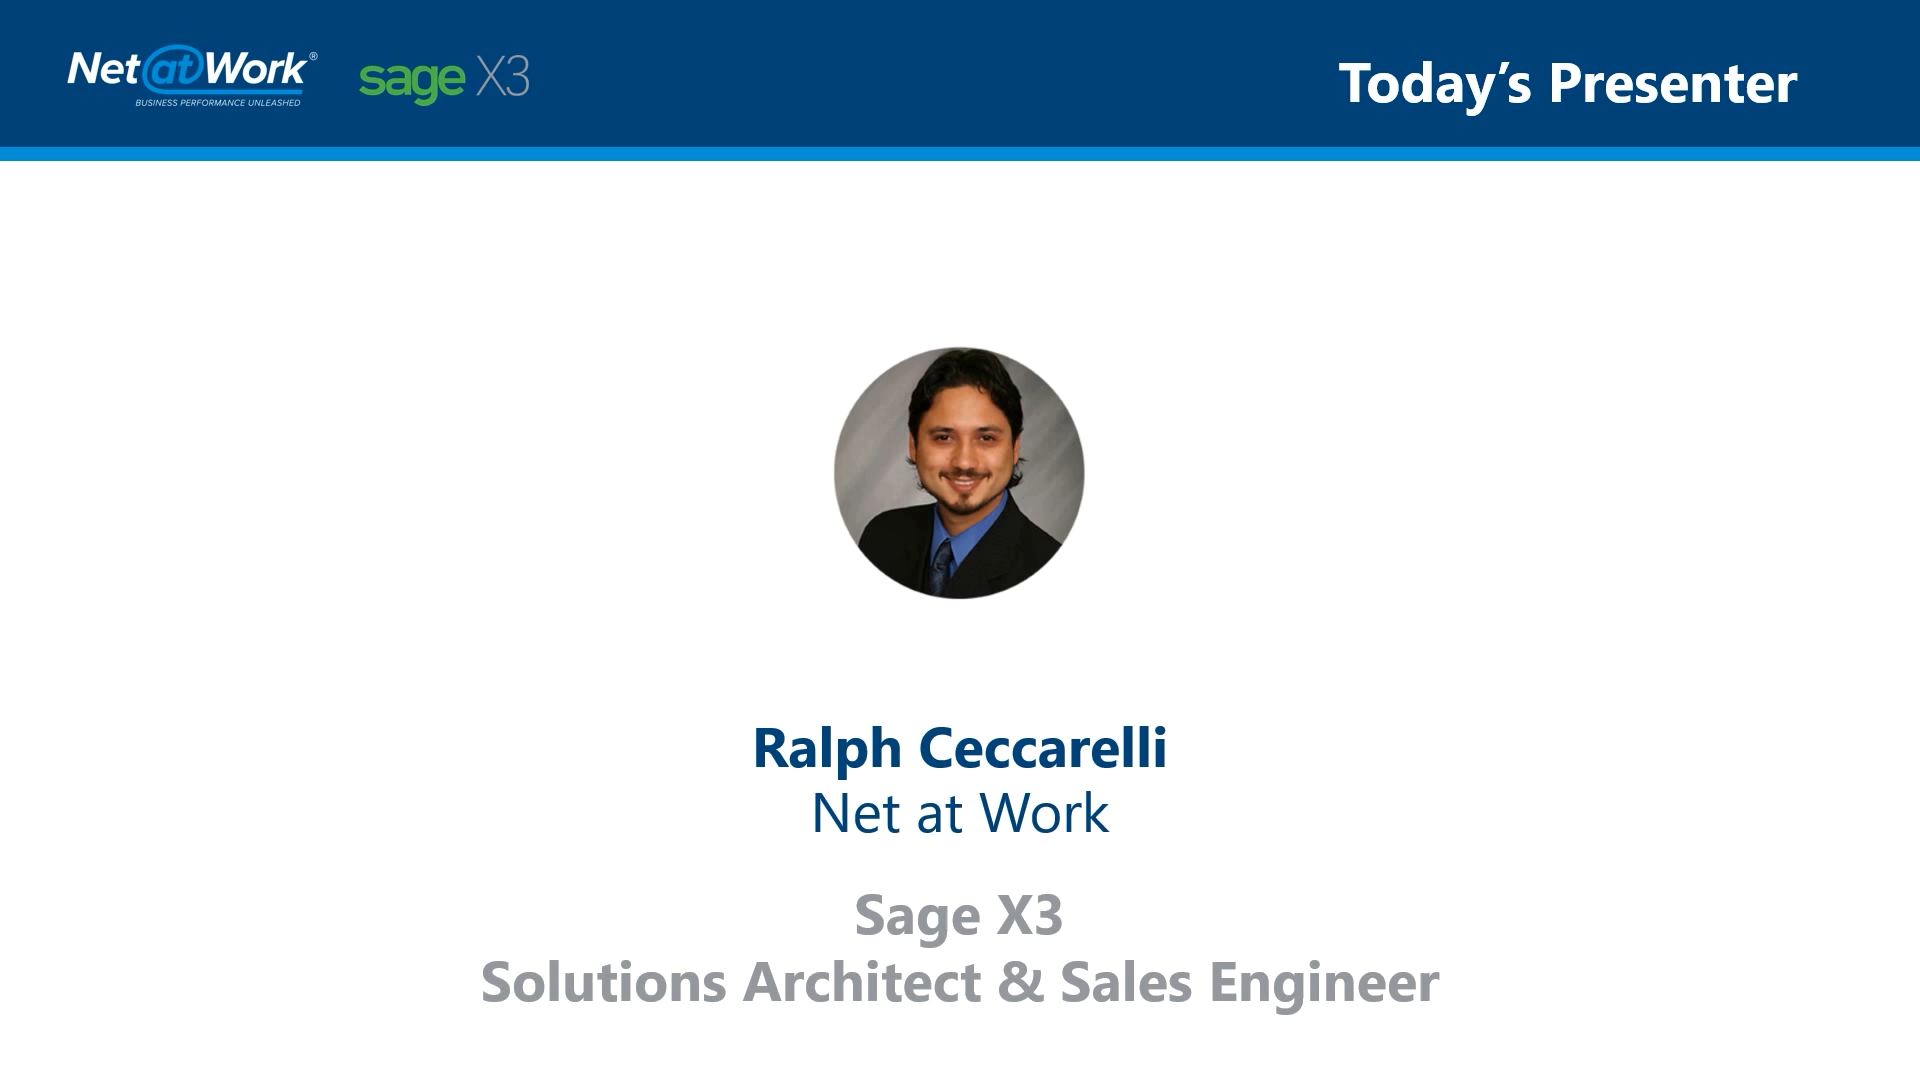 Net at Work®
BUSINESS PERFORMANCE UNLEASHED
sage X3
Today’s Presenter
Ralph Ceccarelli
Net at Work
Sage X3
Solutions Architect & Sales Engineer